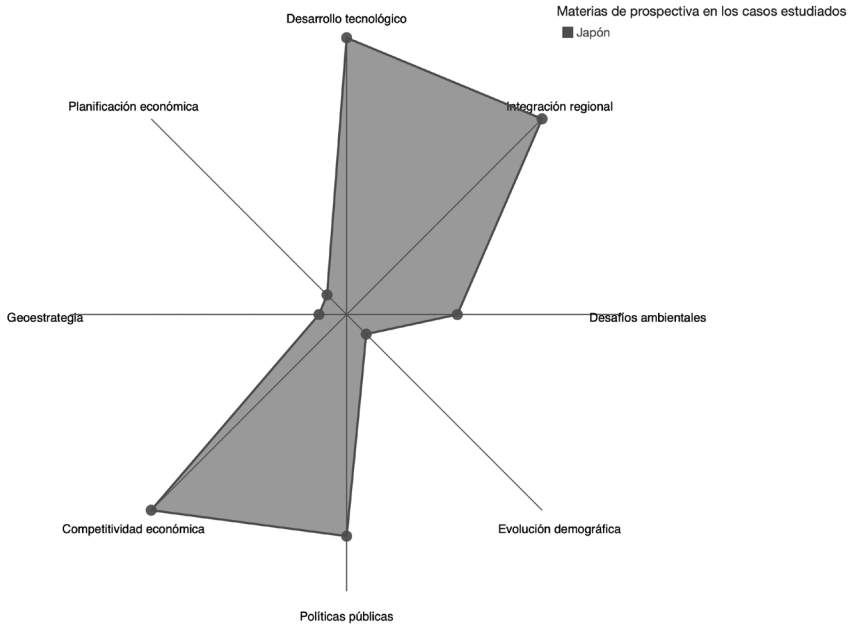 Materias de prospectiva en los casos estudiados
Japón
Desarrollo tecnológico
Integración regional
Planificación económica
Geoestrategia
Desafíos ambientales
Competitividad económica
Evolución demográfica
Políticas públicas